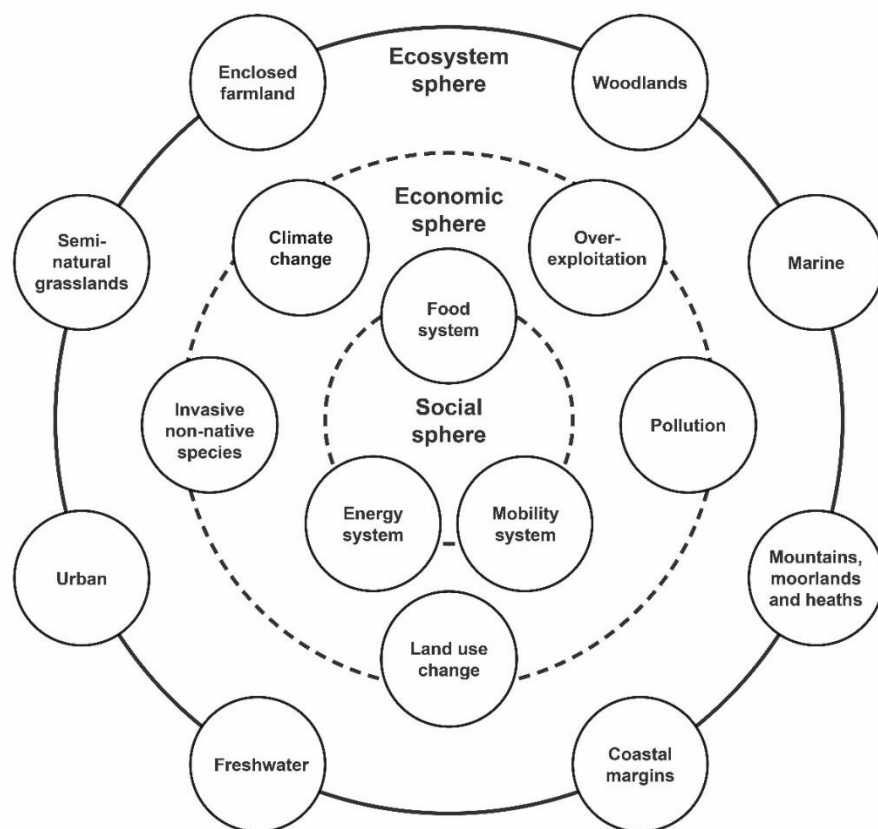 Ecosystem
sphere
Enclosed
farmland
Woodlands
Economic
sphere
Semi-
natural
grasslands
Climate
change
Over-
exploitation
Marine
Food
system
Social
sphere
Invasive
non-native
species
Pollution
Energy
system
Mobility
system
Urban
Mountains,
moorlands
and heaths
Land use
change
Freshwater
Coastal
margins